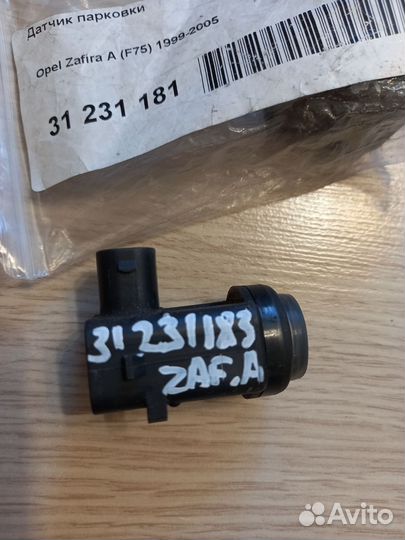 Датчик парковки
Opel Zafira A (F75) 1999-2005
31 231 181
31231183
ZAF.A
Avito